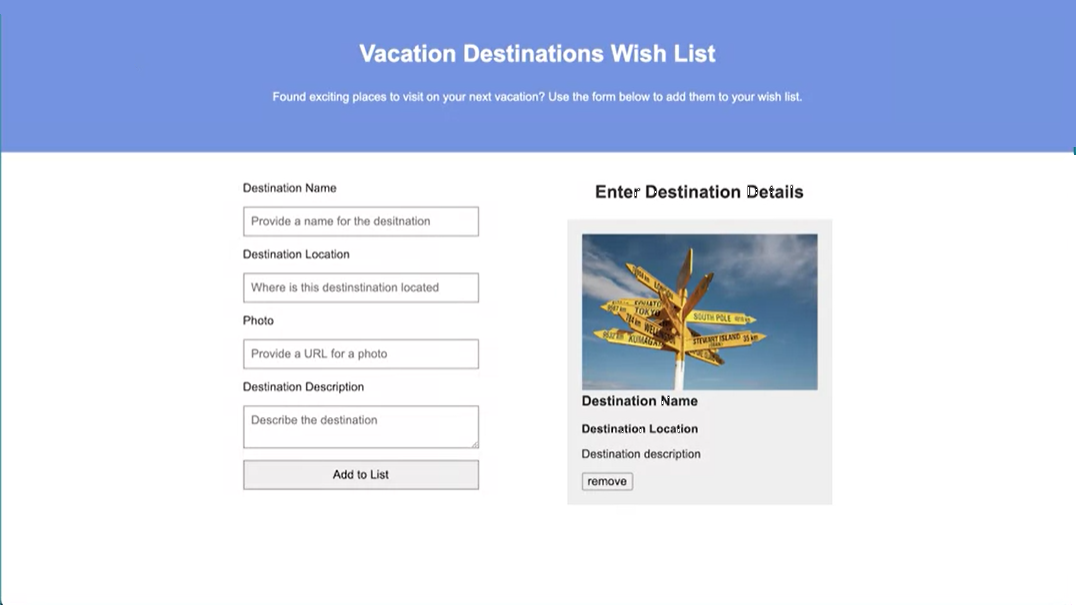 Vacation Destinations Wish List
Found exciting places to visit on your next vacation? Use the form below to add them to your wish list.
Destination Name
Provide a name for the desitnation
Destination Location
Where is this destinstination located
Photo
Provide a URL for a photo
Destination Description
Describe the destination
Add to List
Enter Destination Details
LONDON
TOKYO
SOUTH POLE
STEWART ISLAND 35 km
Destination Name
Destination Location
Destination description
remove